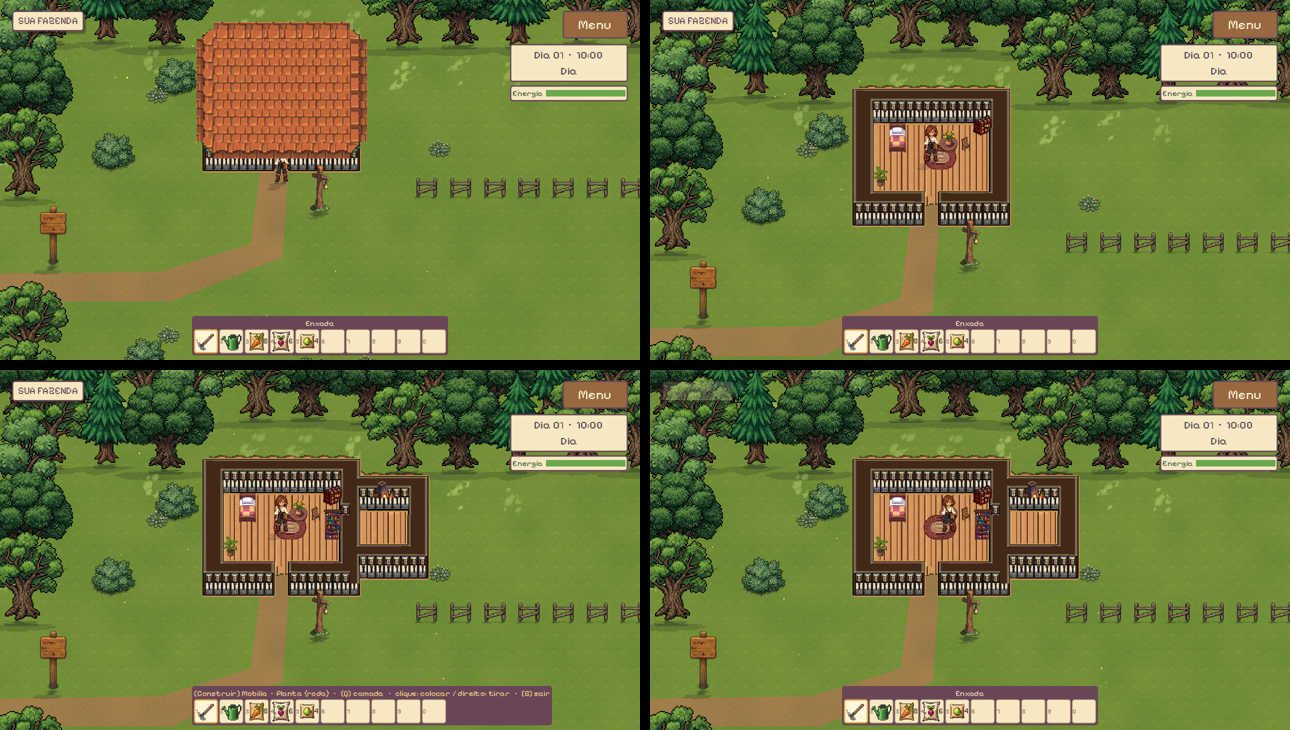 SUA FAZENDA
Menu
Dia 01 · 10:00
Dia
Energia
Enxada
SUA FAZENDA
Menu
Dia 01 · 10:00
Dia
Energia
Enxada
SUA FAZENDA
Menu
Dia 01 · 10:00
Dia
Energia
(Construir) Mobilia · Planta (roda) · (Q) camada · clique: colocar / direito: tirar · (B) sair
Menu
Dia 01 · 10:00
Dia
Energia
Enxada